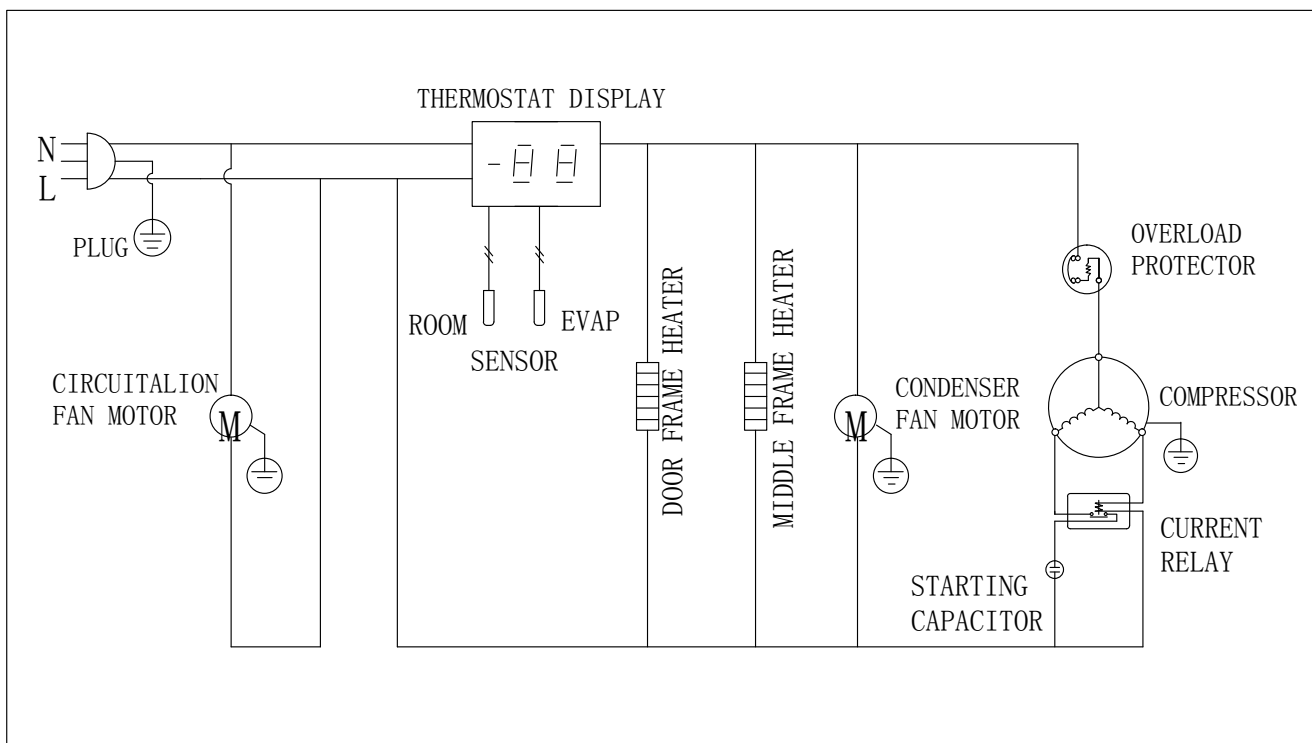 THERMOSTAT DISPLAY
N
L
PLUG
ROOM
EVAP
SENSOR
OVERLOAD
PROTECTOR
CIRCUITALION
FAN MOTOR
M
DOOR FRAME HEATER
MIDDLE FRAME HEATER
CONDENSER
FAN MOTOR
M
COMPRESSOR
CURRENT
RELAY
STARTING
CAPACITOR